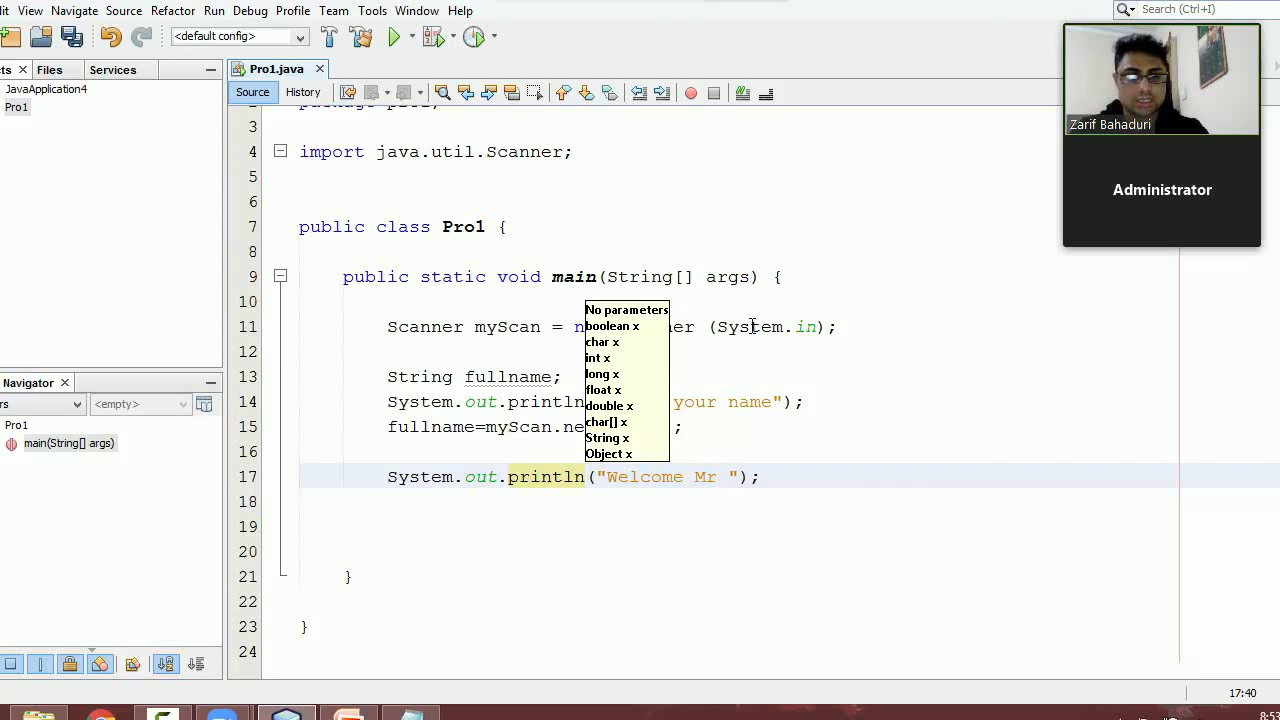 it View Navigate Source Refactor Run Debug Profile Team Tools Window Help
Search (Ctrl+I)
<default config>
cts Files Services
Pro1.java
JavaApplication4
Pro1
Source History
3
4 import java.util.Scanner;
5
6
7 public class Pro1 {
8
9 public static void main(String[] args) {
10
11 Scanner myScan = (System.in);
12
13 String fullname;
14 System.out.println your name");
15 fullname=myScan.ne ;
16
17 System.out.println("Welcome Mr ");
18
19
20
21 }
22
23 }
24
No parameters
boolean x
char x
int x
long x
float x
double x
char[] x
String x
Object x
Zarif Bahaduri
Administrator
Navigator
rs <empty>
Pro1
main(String[] args)
17:40